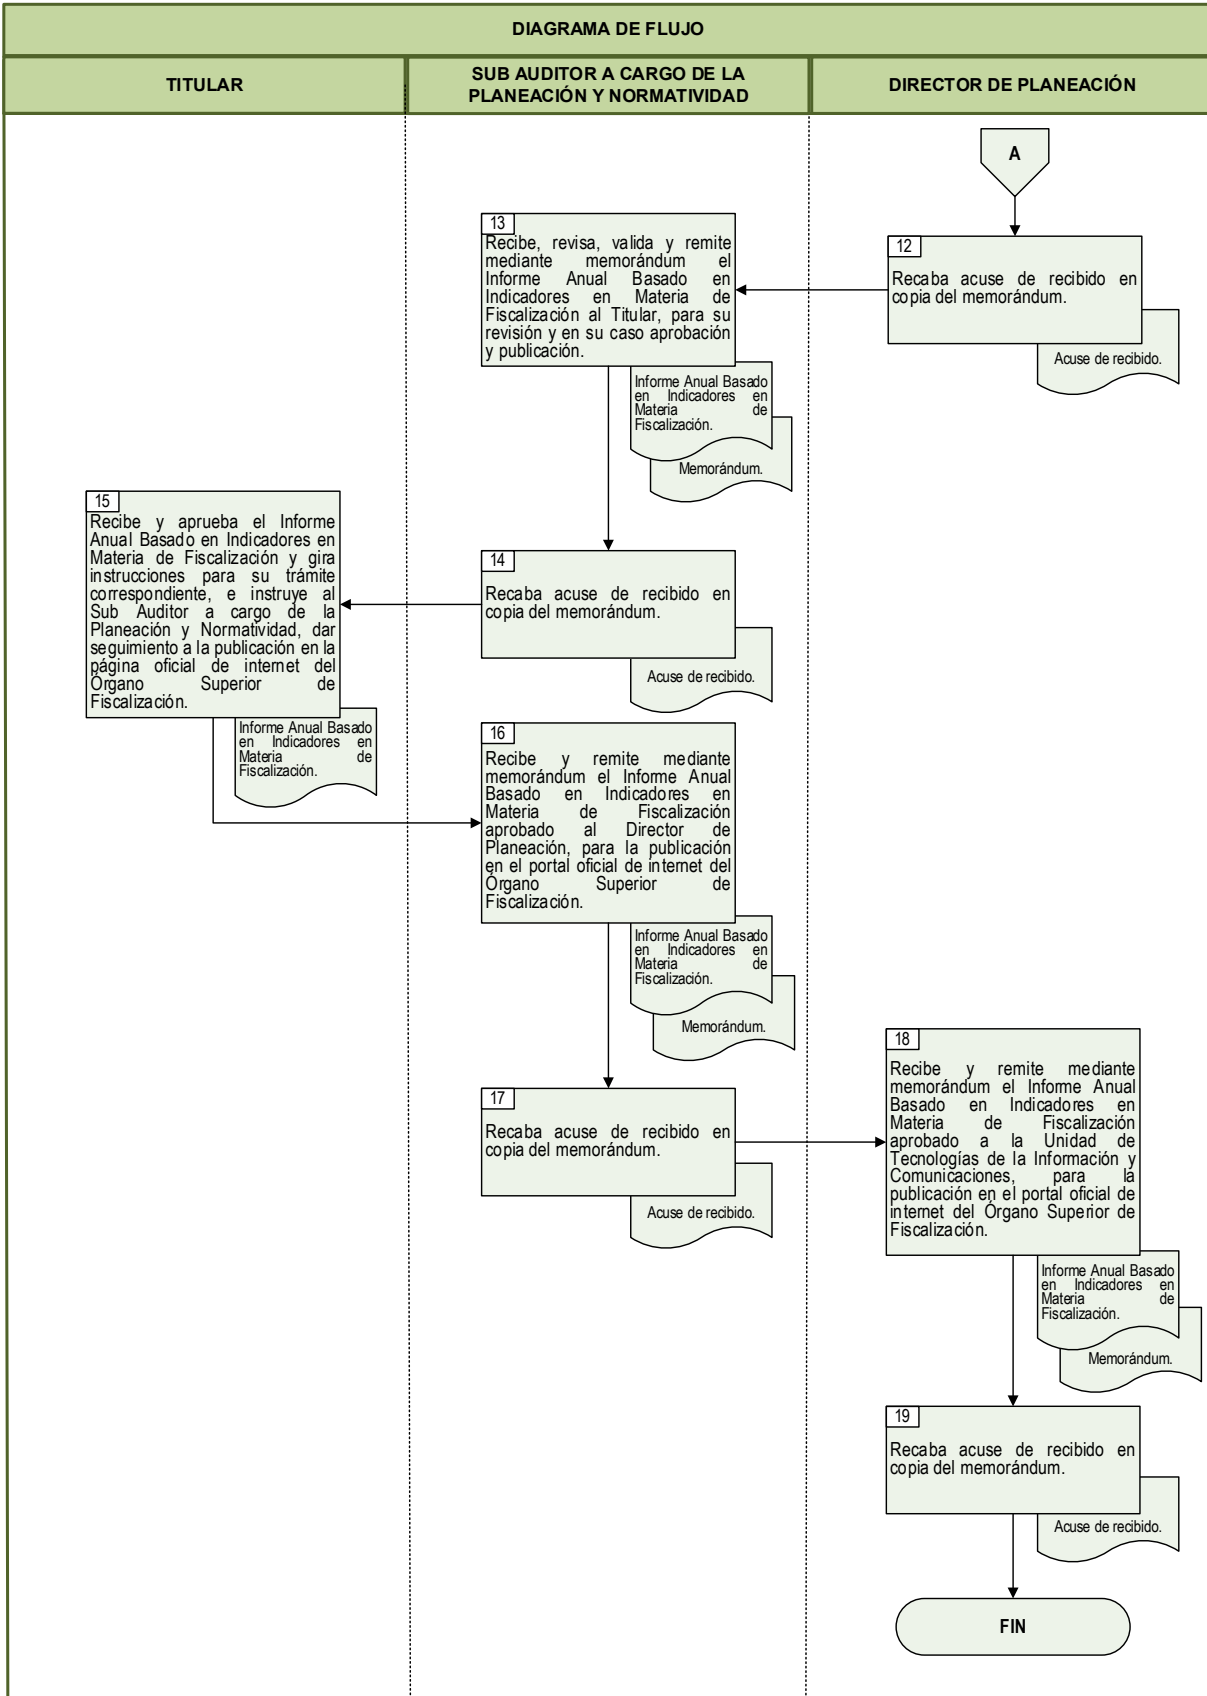 DIAGRAMA DE FLUJO
TITULAR
SUB AUDITOR A CARGO DE LA
PLANEACIÓN Y NORMATIVIDAD
DIRECTOR DE PLANEACIÓN
A
12
Recaba acuse de recibido en
copia del memorándum.
Acuse de recibido.
13
Recibe, revisa, valida y remite
mediante memorándum el
Informe Anual Basado en
Indicadores en Materia de
Fiscalización al Titular, para su
revisión y en su caso aprobación
y publicación.
Informe Anual Basado
en Indicadores en
Materia de
Fiscalización.
Memorándum.
14
Recaba acuse de recibido en
copia del memorándum.
Acuse de recibido.
15
Recibe y aprueba el Informe
Anual Basado en Indicadores en
Materia de Fiscalización y gira
instrucciones para su trámite
correspondiente, e instruye al
Sub Auditor a cargo de la
Planeación y Normatividad, dar
seguimiento a la publicación en la
página oficial de internet del
Órgano Superior de
Fiscalización.
Informe Anual Basado
en Indicadores en
Materia de
Fiscalización.
16
Recibe y remite mediante
memorándum el Informe Anual
Basado en Indicadores en
Materia de Fiscalización
aprobado al Director de
Planeación, para la publicación
en el portal oficial de internet del
Órgano Superior de
Fiscalización.
Informe Anual Basado
en Indicadores en
Materia de
Fiscalización.
Memorándum.
17
Recaba acuse de recibido en
copia del memorándum.
Acuse de recibido.
18
Recibe y remite mediante
memorándum el Informe Anual
Basado en Indicadores en
Materia de Fiscalización
aprobado a la Unidad de
Tecnologías de la Información y
Comunicaciones, para la
publicación en el portal oficial de
internet del Órgano Superior de
Fiscalización.
Informe Anual Basado
en Indicadores en
Materia de
Fiscalización.
Memorándum.
19
Recaba acuse de recibido en
copia del memorándum.
Acuse de recibido.
FIN